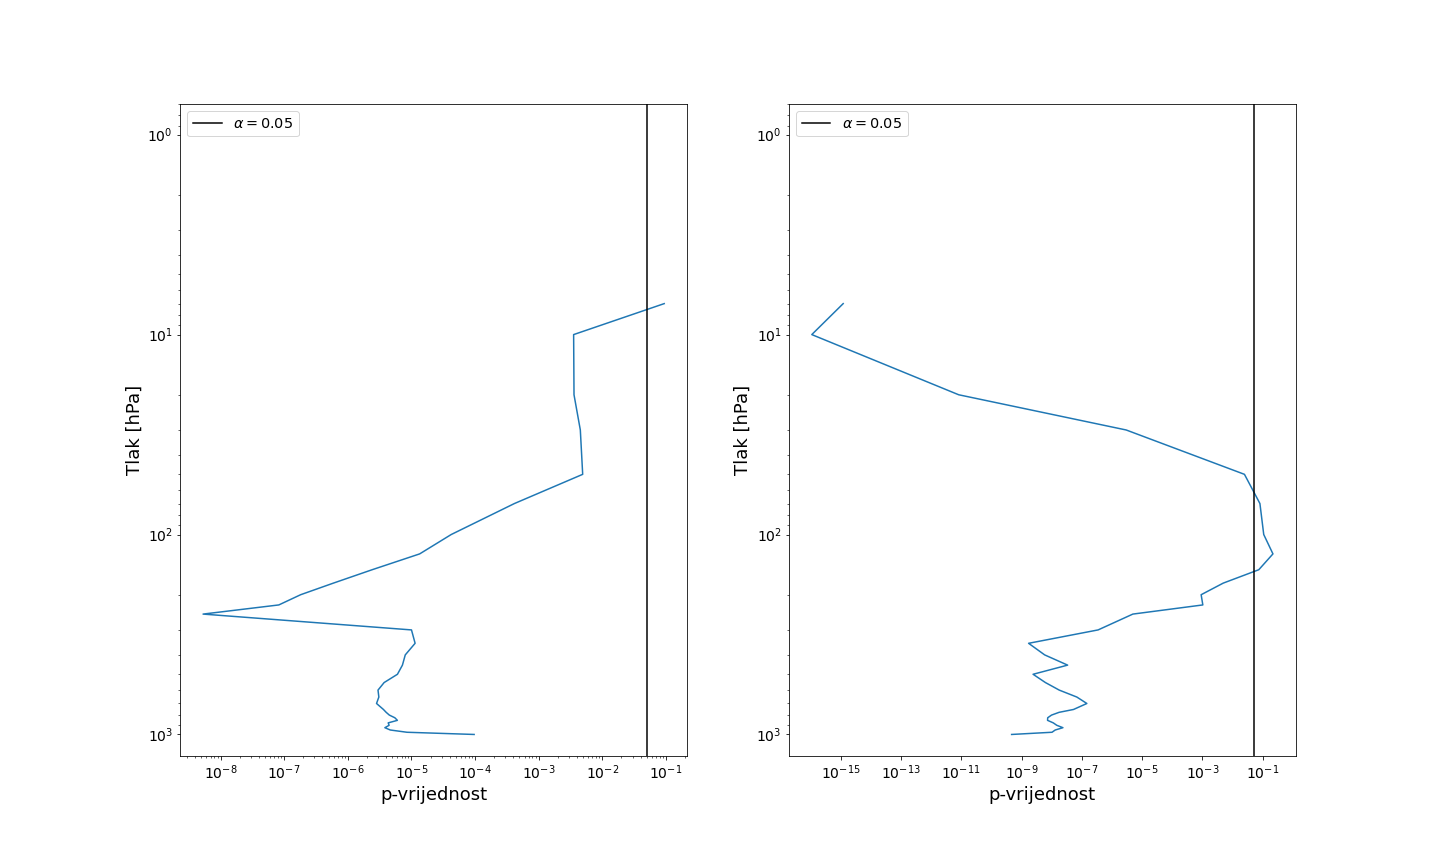 α = 0.05
10⁰
10¹
10²
10³
Tlak [hPa]
10⁻⁸ 10⁻⁷ 10⁻⁶ 10⁻⁵ 10⁻⁴ 10⁻³ 10⁻² 10⁻¹
p-vrijednost
α = 0.05
10⁰
10¹
10²
10³
Tlak [hPa]
10⁻¹⁵ 10⁻¹³ 10⁻¹¹ 10⁻⁹ 10⁻⁷ 10⁻⁵ 10⁻³ 10⁻¹
p-vrijednost